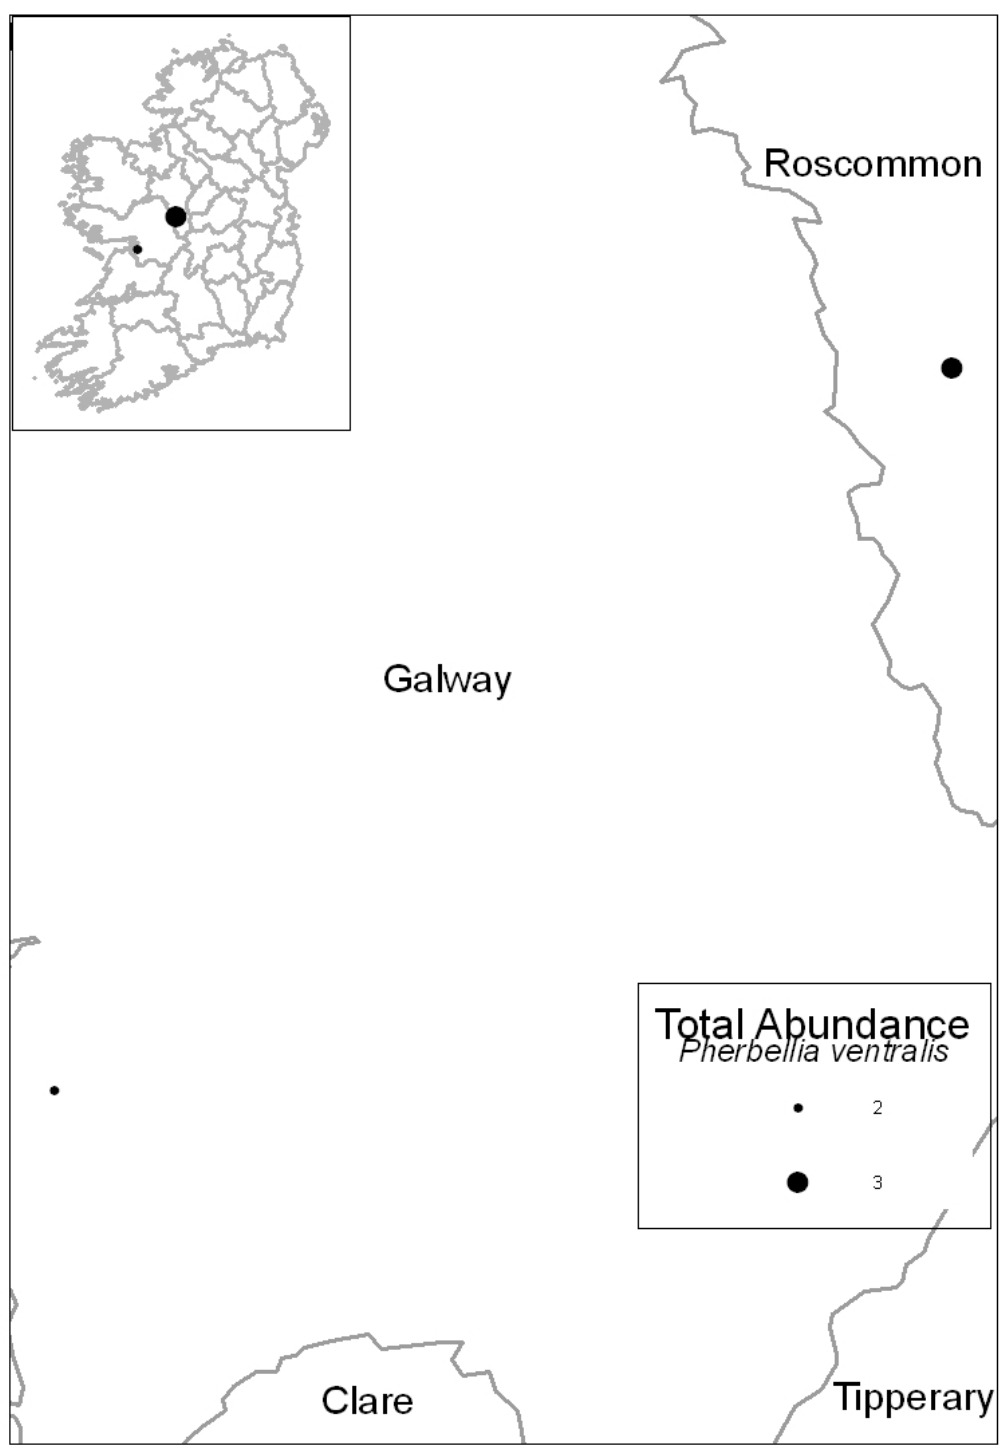 Roscommon
Galway
Total Abundance
Pherbellia ventralis
2
3
Clare
Tipperary